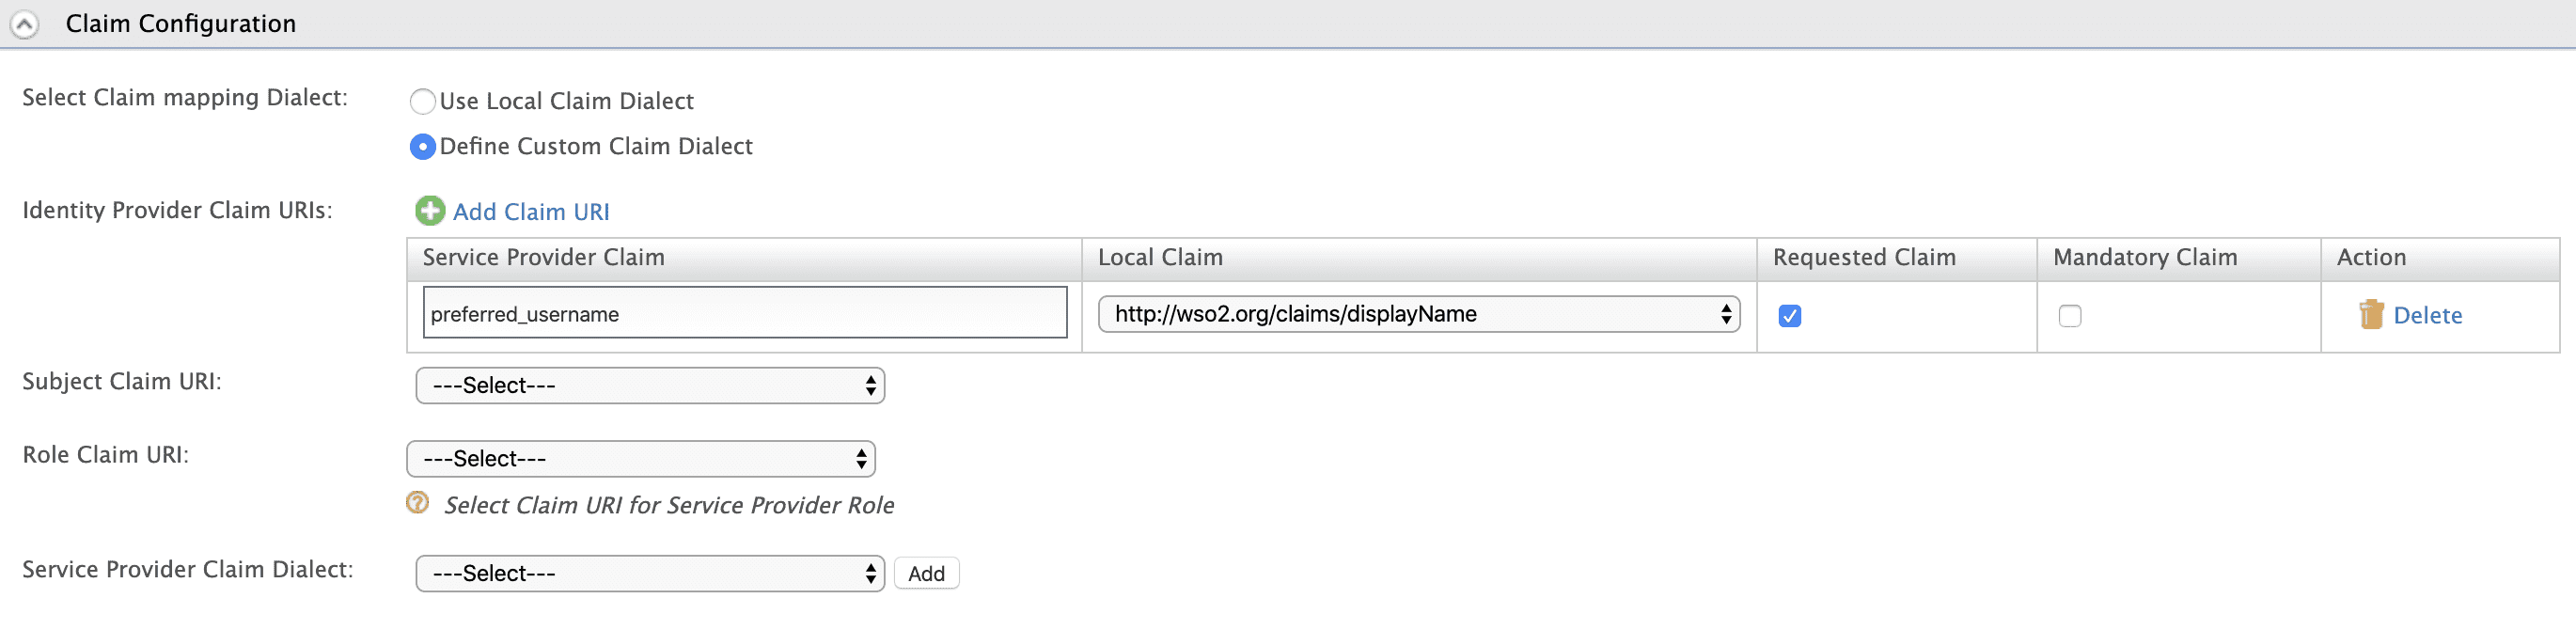 Claim Configuration
Select Claim mapping Dialect:
Use Local Claim Dialect
Define Custom Claim Dialect
Identity Provider Claim URIs:
Add Claim URI
Service Provider Claim Local Claim Requested Claim Mandatory Claim Action
preferred_username http://wso2.org/claims/displayName Delete
Subject Claim URI: ---Select---
Role Claim URI: ---Select---
Select Claim URI for Service Provider Role
Service Provider Claim Dialect: ---Select--- Add